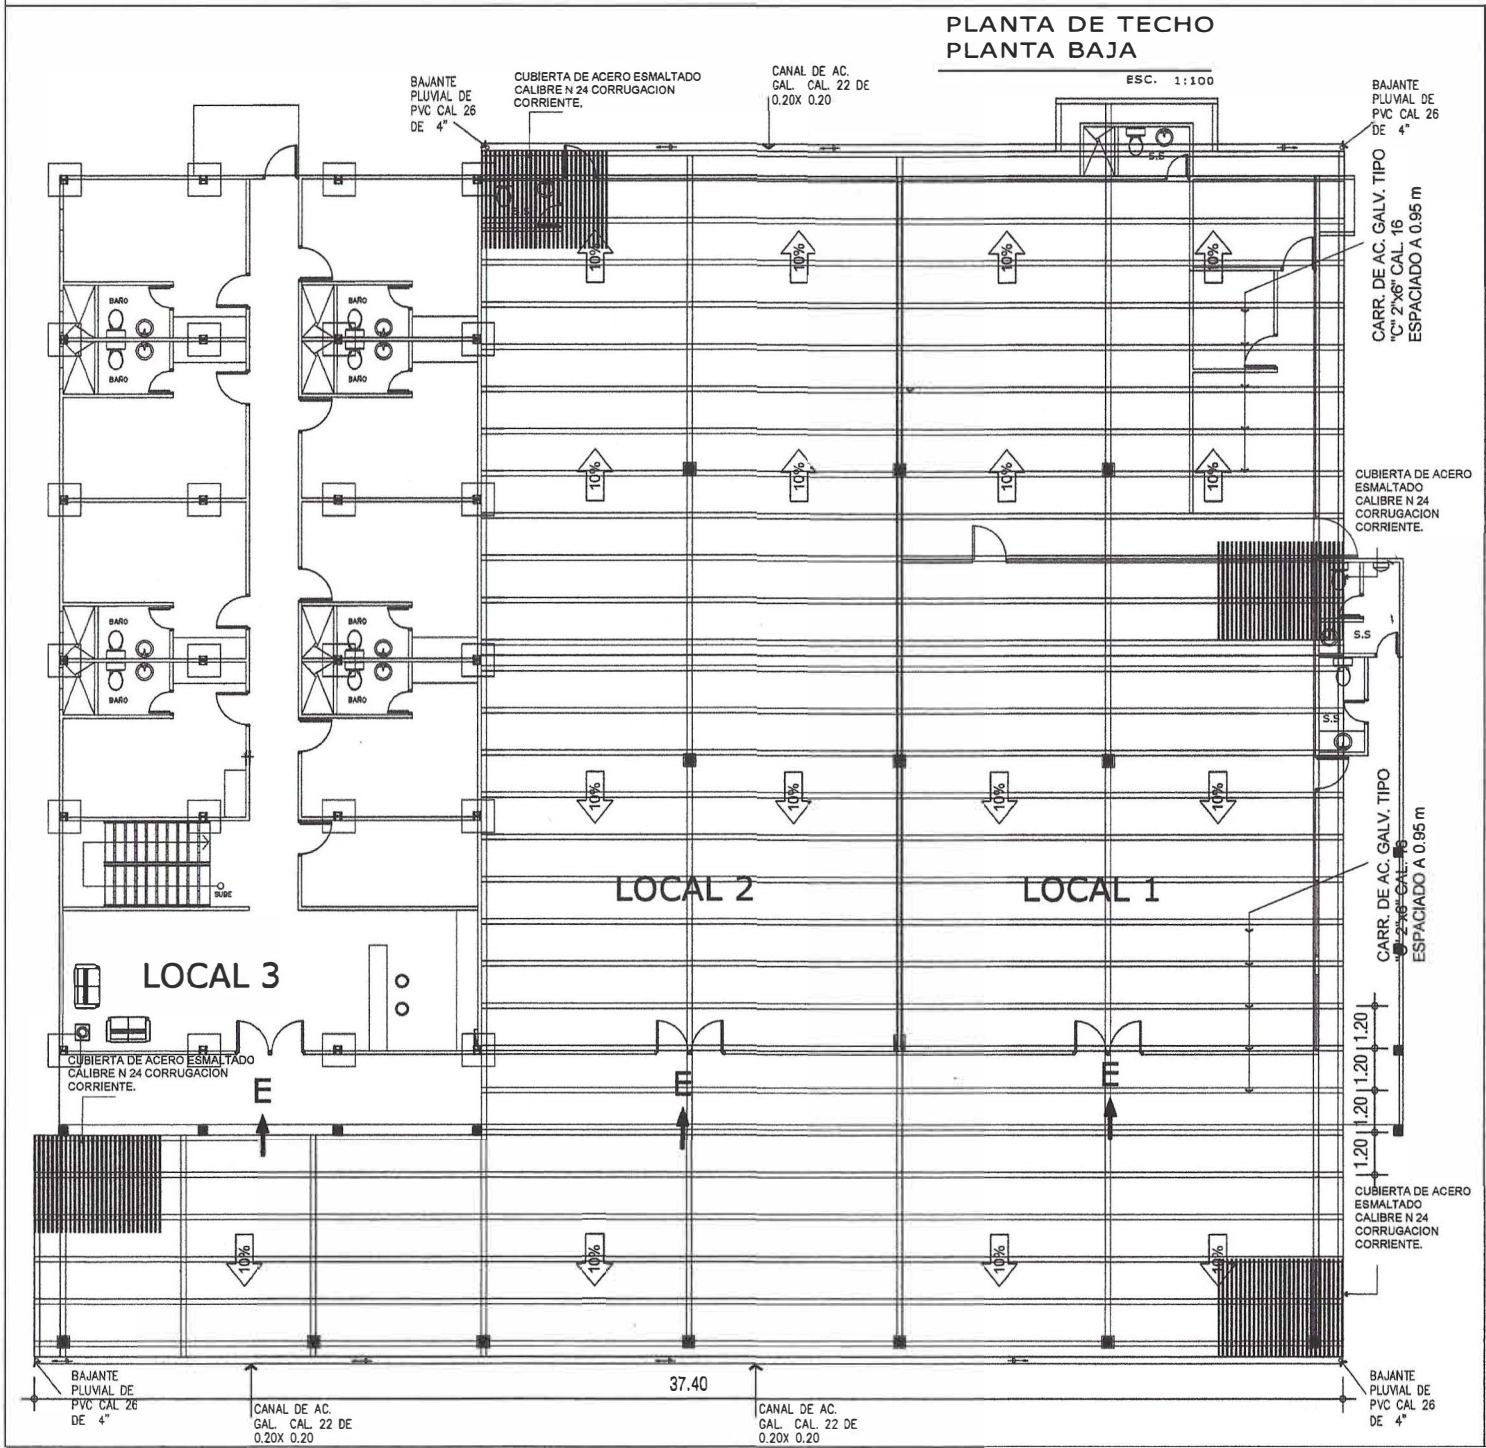 PLANTA DE TECHO
PLANTA BAJA
ESC. 1:100
BAJANTE
PLUVIAL DE
PVC CAL 26
DE 4"
CUBIERTA DE ACERO ESMALTADO
CALIBRE N 24 CORRUGACION
CORRIENTE.
CANAL DE AC.
GAL. CAL. 22 DE
0.20X 0.20
BAJANTE
PLUVIAL DE
PVC CAL 26
DE 4"
S.S
S.S
CARR. DE AC. GALV. TIPO
"C" 2"x6" CAL. 16
ESPACIADO A 0.95 m
10%
10%
10%
10%
BAÑO
BAÑO
BAÑO
BAÑO
10%
10%
10%
10%
CUBIERTA DE ACERO
ESMALTADO
CALIBRE N 24
CORRUGACION
CORRIENTE.
BAÑO
BAÑO
S.S
BAÑO
BAÑO
S.S
10%
10%
10%
10%
CARR. DE AC. GALV. TIPO
"C" 2"x6" CAL. 16
ESPACIADO A 0.95 m
SUBE
LOCAL 2
LOCAL 1
LOCAL 3
1.20
1.20
1.20
1.20
CUBIERTA DE ACERO ESMALTADO
CALIBRE N 24 CORRUGACION
CORRIENTE.
E
E
E
CUBIERTA DE ACERO
ESMALTADO
CALIBRE N 24
CORRUGACION
CORRIENTE.
10%
10%
10%
10%
BAJANTE
PLUVIAL DE
PVC CAL 26
DE 4"
37.40
CANAL DE AC.
GAL. CAL. 22 DE
0.20X 0.20
CANAL DE AC.
GAL. CAL. 22 DE
0.20X 0.20
BAJANTE
PLUVIAL DE
PVC CAL 26
DE 4"